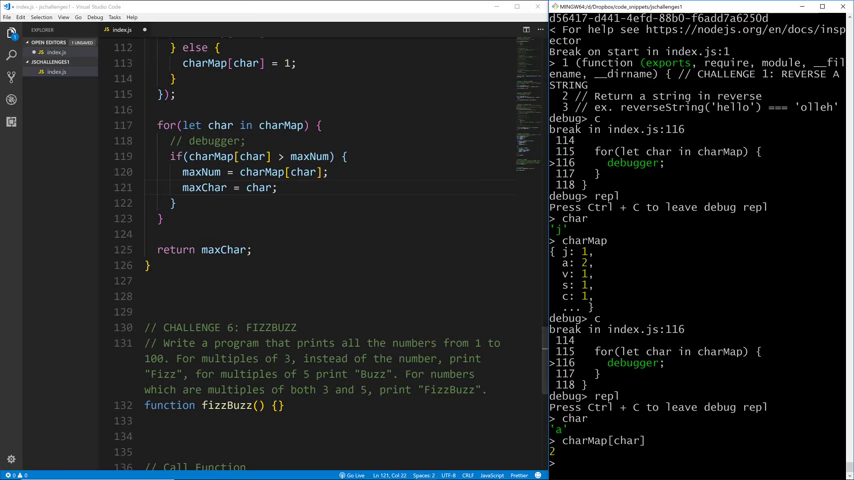 index.js - jschallenges1 - Visual Studio Code
File Edit Selection View Go Debug Tasks Help
EXPLORER
OPEN EDITORS 1 UNSAVED
index.js
JSCHALLENGES1
index.js
index.js
112 } else {
113 charMap[char] = 1;
114 }
115 });
116
117 for(let char in charMap) {
118 // debugger;
119 if(charMap[char] > maxNum) {
120 maxNum = charMap[char];
121 maxChar = char;
122 }
123 }
124
125 return maxChar;
126 }
127
128
129
130 // CHALLENGE 6: FIZZBUZZ
131 // Write a program that prints all the numbers from 1 to
100. For multiples of 3, instead of the number, print
"Fizz", for multiples of 5 print "Buzz". For numbers
which are multiples of both 3 and 5, print "FizzBuzz".
132 function fizzBuzz() {}
133
134
135
136 // Call Function
0 0
Go Live Ln 121, Col 22 Spaces: 2 UTF-8 CRLF JavaScript Prettier
MINGW64:/d/Dropbox/code_snippets/jschallenges1
d56417-d441-4efd-88b0-f6adf7a6250d
< For help see https://nodejs.org/en/docs/insp
ector
Break on start in index.js:1
> 1 (function (exports, require, module, __fil
ename, __dirname) { // CHALLENGE 1: REVERSE A
STRING
2 // Return a string in reverse
3 // ex. reverseString('hello') === 'olleh'
debug> c
break in index.js:116
114
115 for(let char in charMap) {
>116 debugger;
117 }
118 }
debug> repl
Press Ctrl + C to leave debug repl
> char
'j'
> charMap
{ j: 1,
a: 2,
v: 1,
s: 1,
c: 1,
... }
debug> c
break in index.js:116
114
115 for(let char in charMap) {
>116 debugger;
117 }
118 }
debug> repl
Press Ctrl + C to leave debug repl
> char
'a'
> charMap[char]
2
>